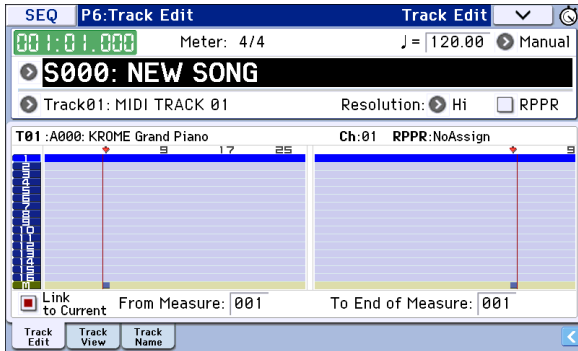 SEQ P6:Track Edit Track Edit
001:01.000 Meter: 4/4 ♩= 120.00 Manual
S000: NEW SONG
Track01: MIDI TRACK 01 Resolution: Hi RPPR
T01 :A000: KROME Grand Piano Ch:01 RPPR:NoAssign
9 17 25 9
Link
to Current From Measure: 001 To End of Measure: 001
Track
Edit
Track
View
Track
Name